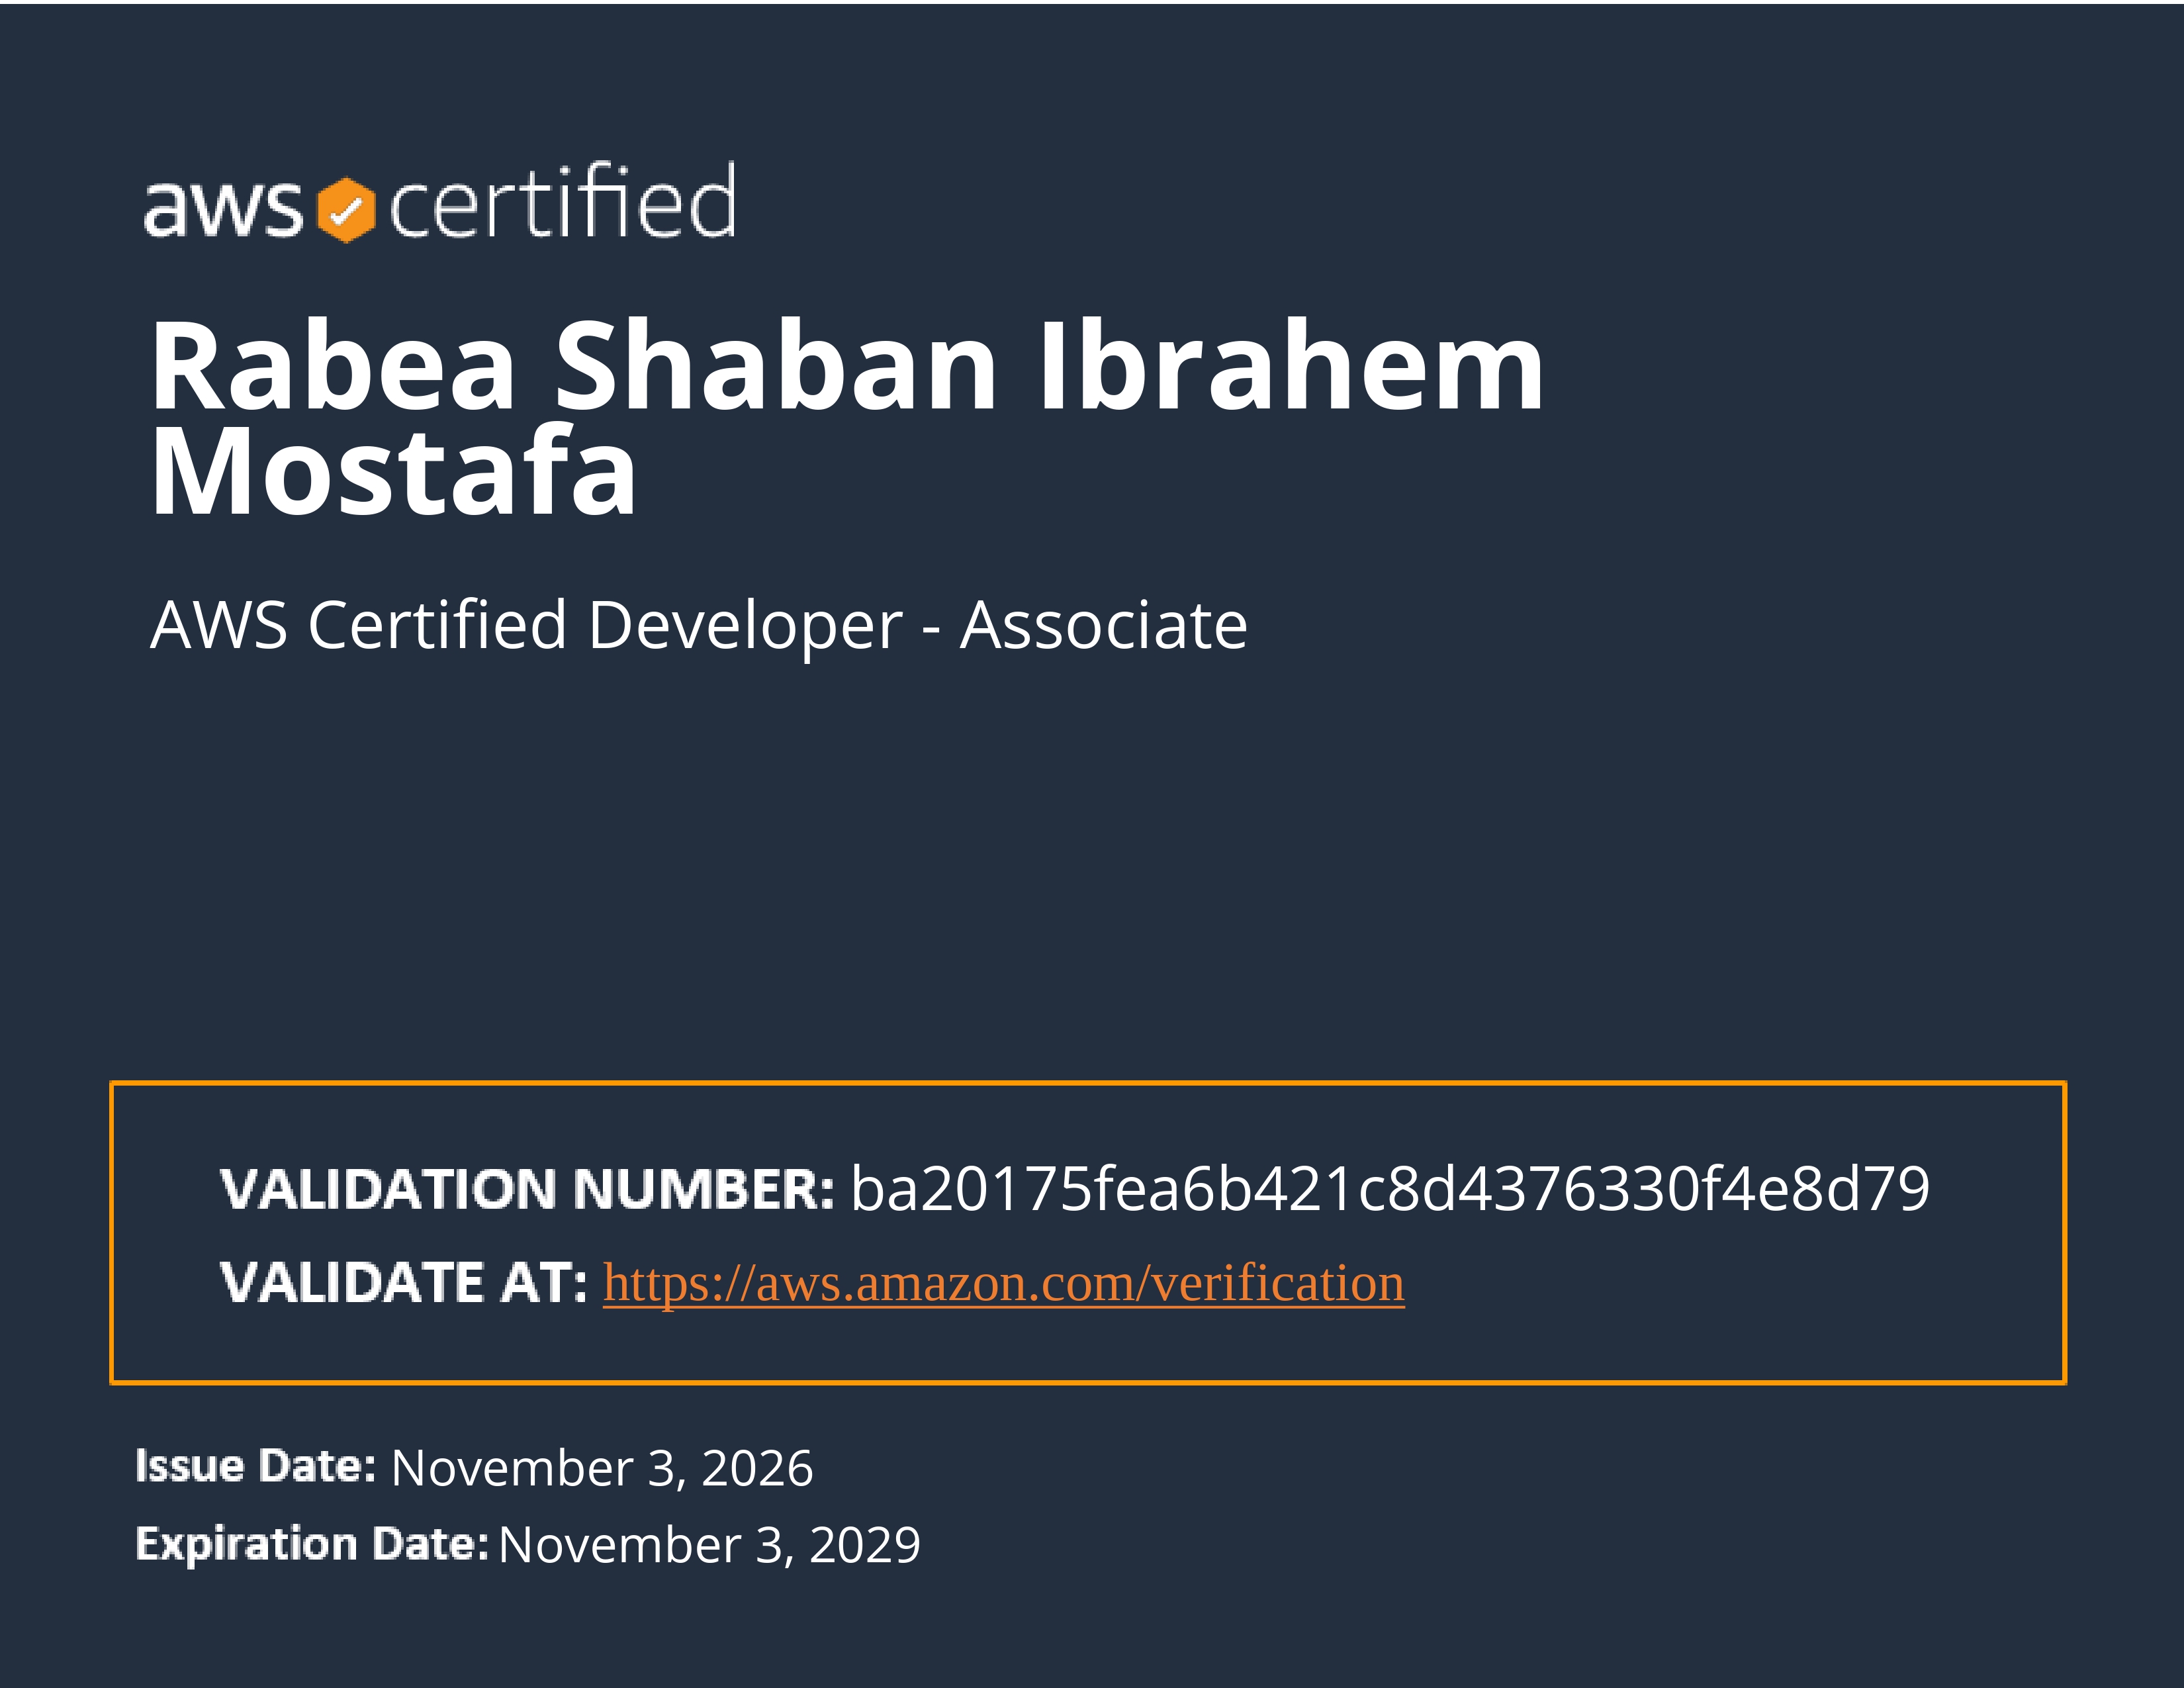 aws certified
Rabea Shaban Ibrahem
Mostafa
AWS Certified Developer - Associate
VALIDATION NUMBER: ba20175fea6b421c8d4376330f4e8d79
VALIDATE AT: https://aws.amazon.com/verification
Issue Date: November 3, 2026
Expiration Date: November 3, 2029